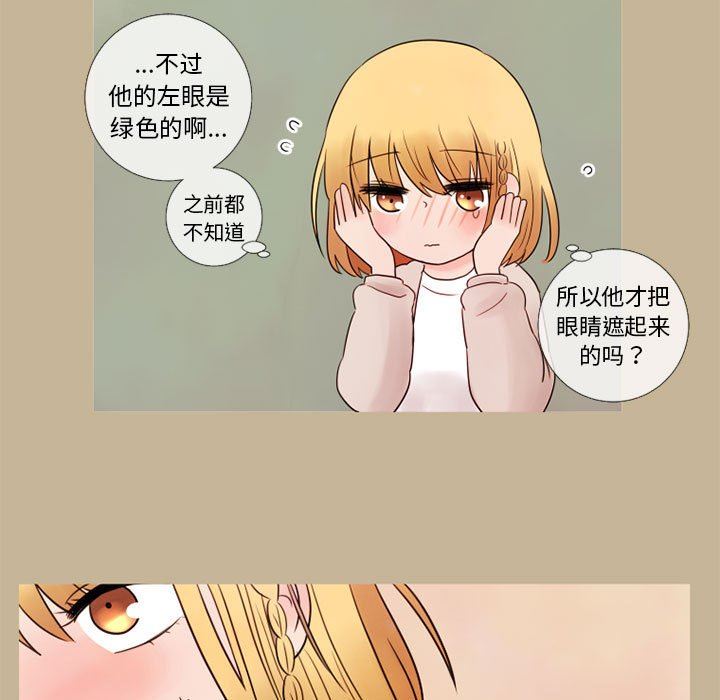 ...不过
他的左眼是
绿色的啊...
之前都
不知道
所以他才把
眼睛遮起来
的吗？